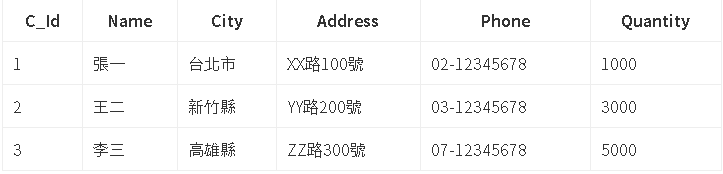 C_Id Name City Address Phone Quantity
1 張一 台北市 XX路100號 02-12345678 1000
2 王二 新竹縣 YY路200號 03-12345678 3000
3 李三 高雄縣 ZZ路300號 07-12345678 5000